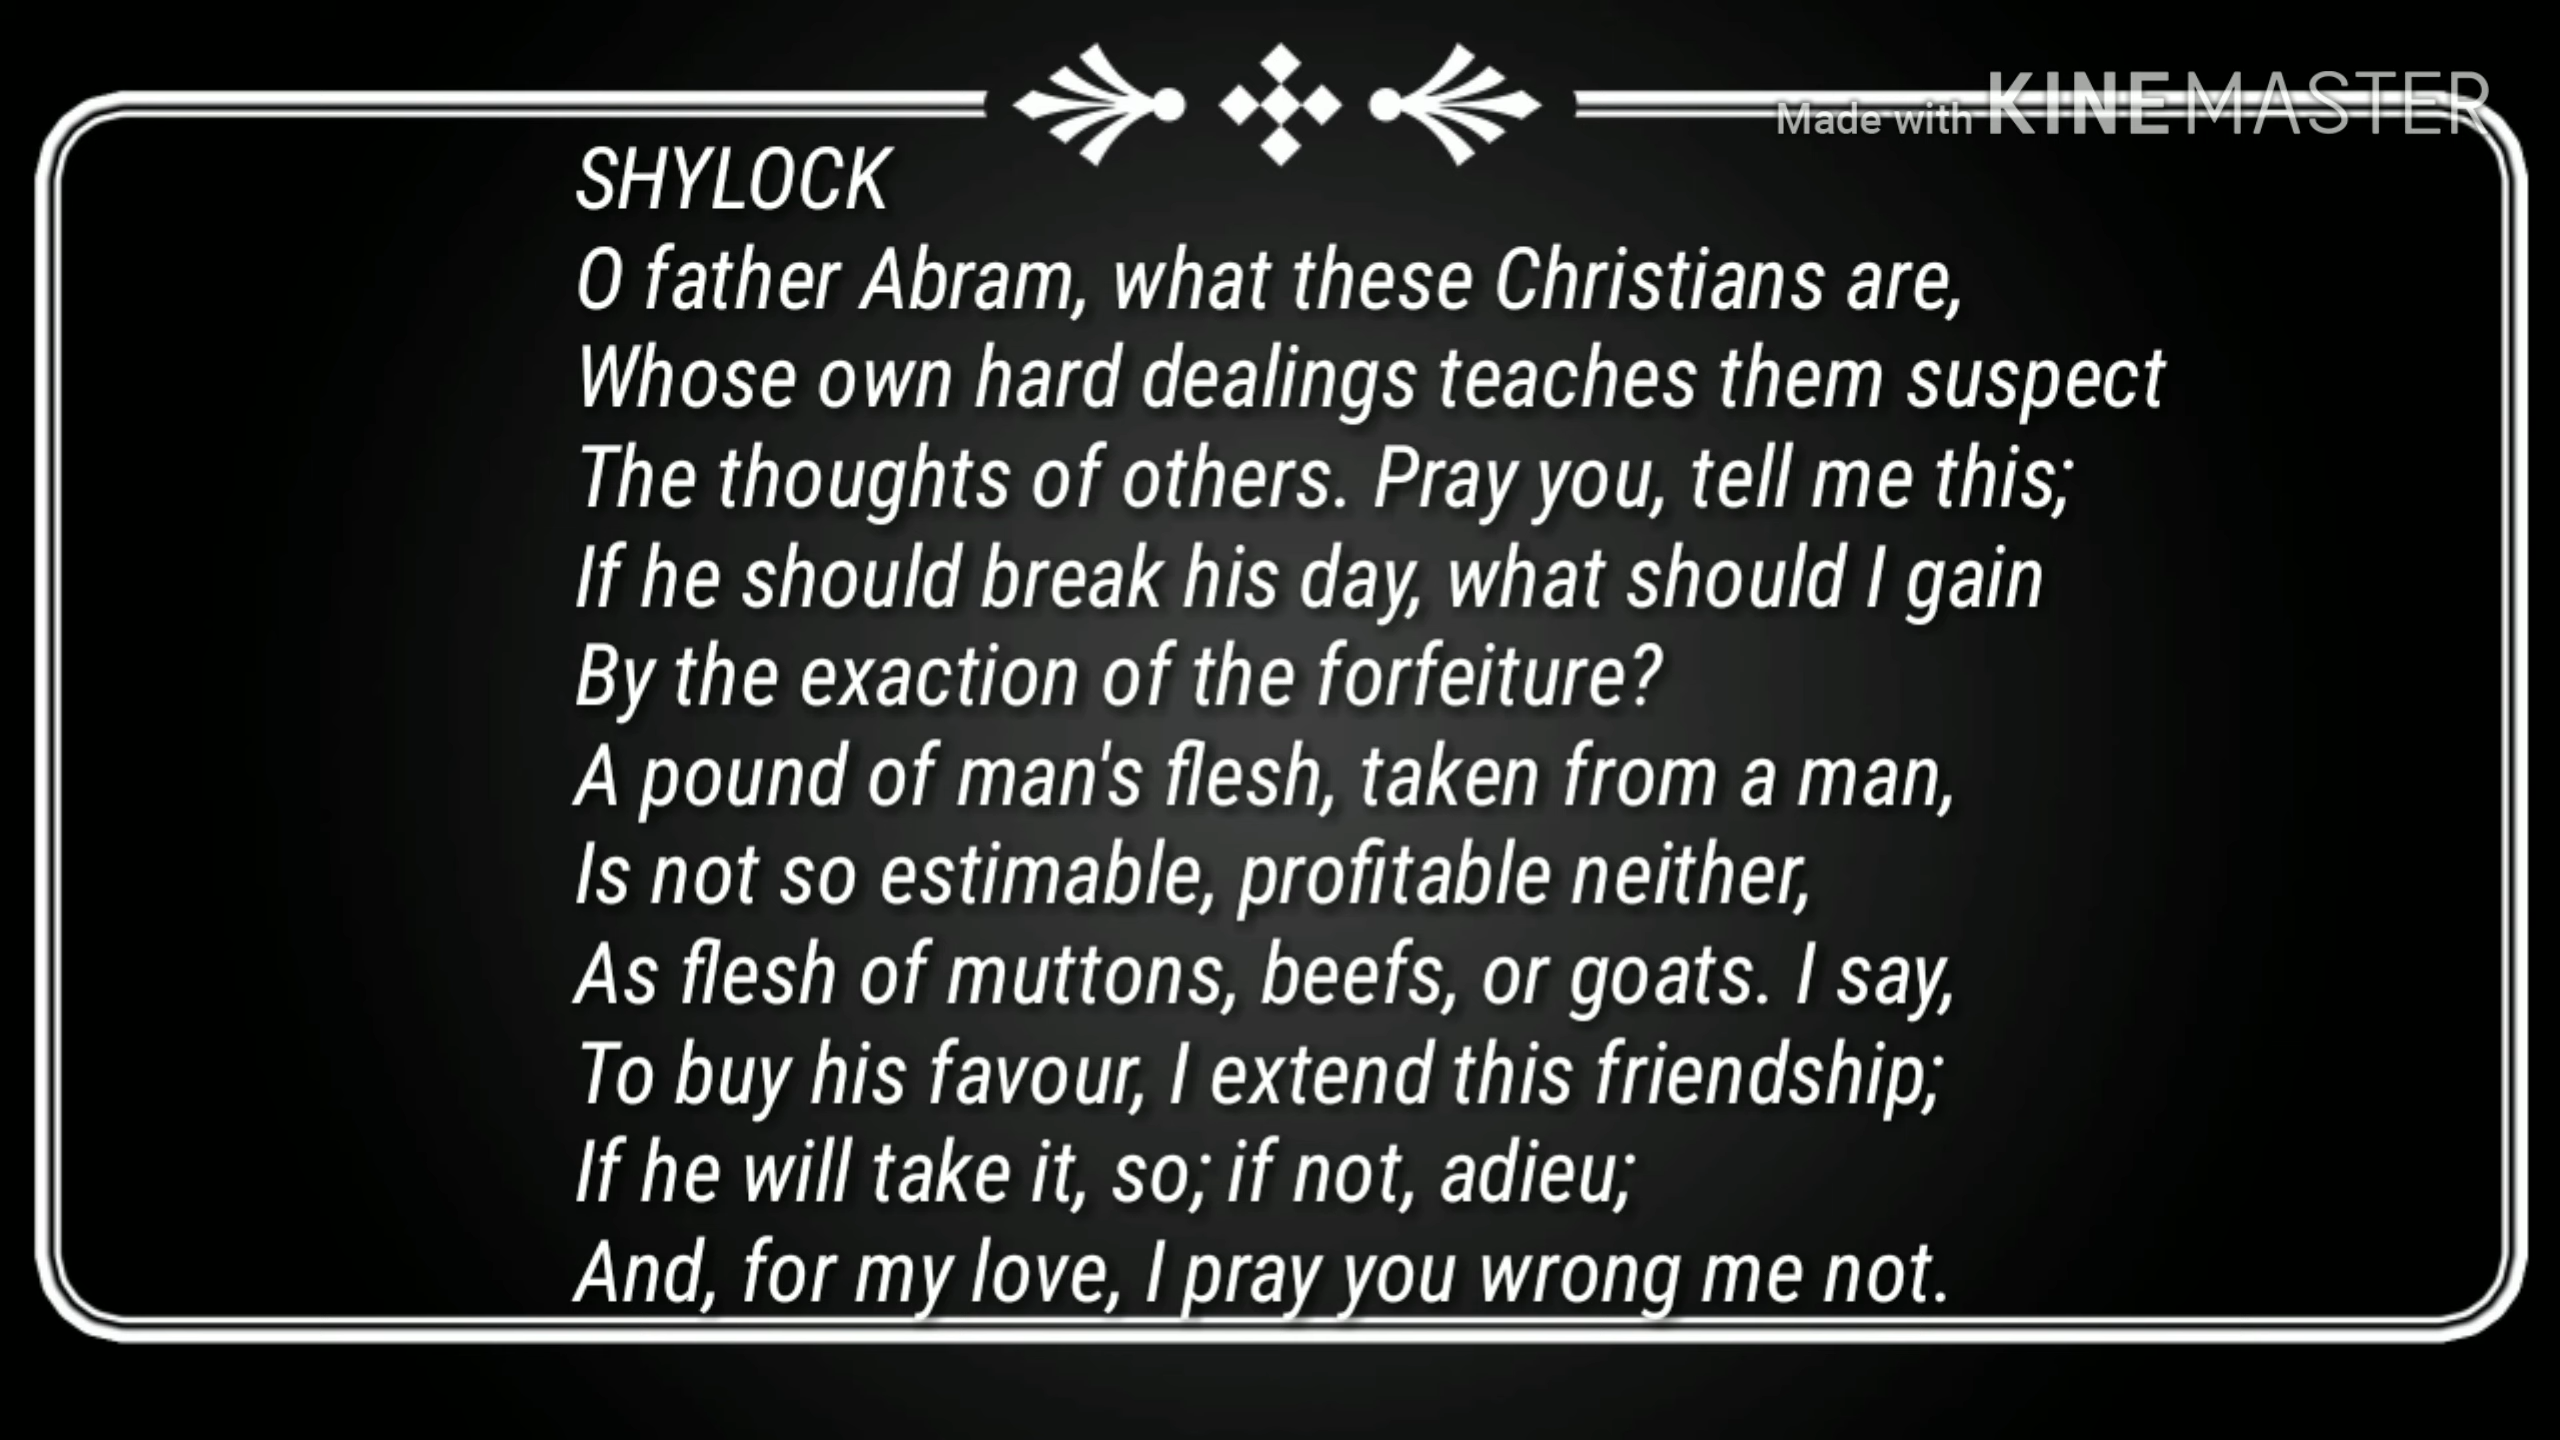 Made with KINEMASTER
SHYLOCK
O father Abram, what these Christians are,
Whose own hard dealings teaches them suspect
The thoughts of others. Pray you, tell me this;
If he should break his day, what should I gain
By the exaction of the forfeiture?
A pound of man's flesh, taken from a man,
Is not so estimable, profitable neither,
As flesh of muttons, beefs, or goats. I say,
To buy his favour, I extend this friendship;
If he will take it, so; if not, adieu;
And, for my love, I pray you wrong me not.